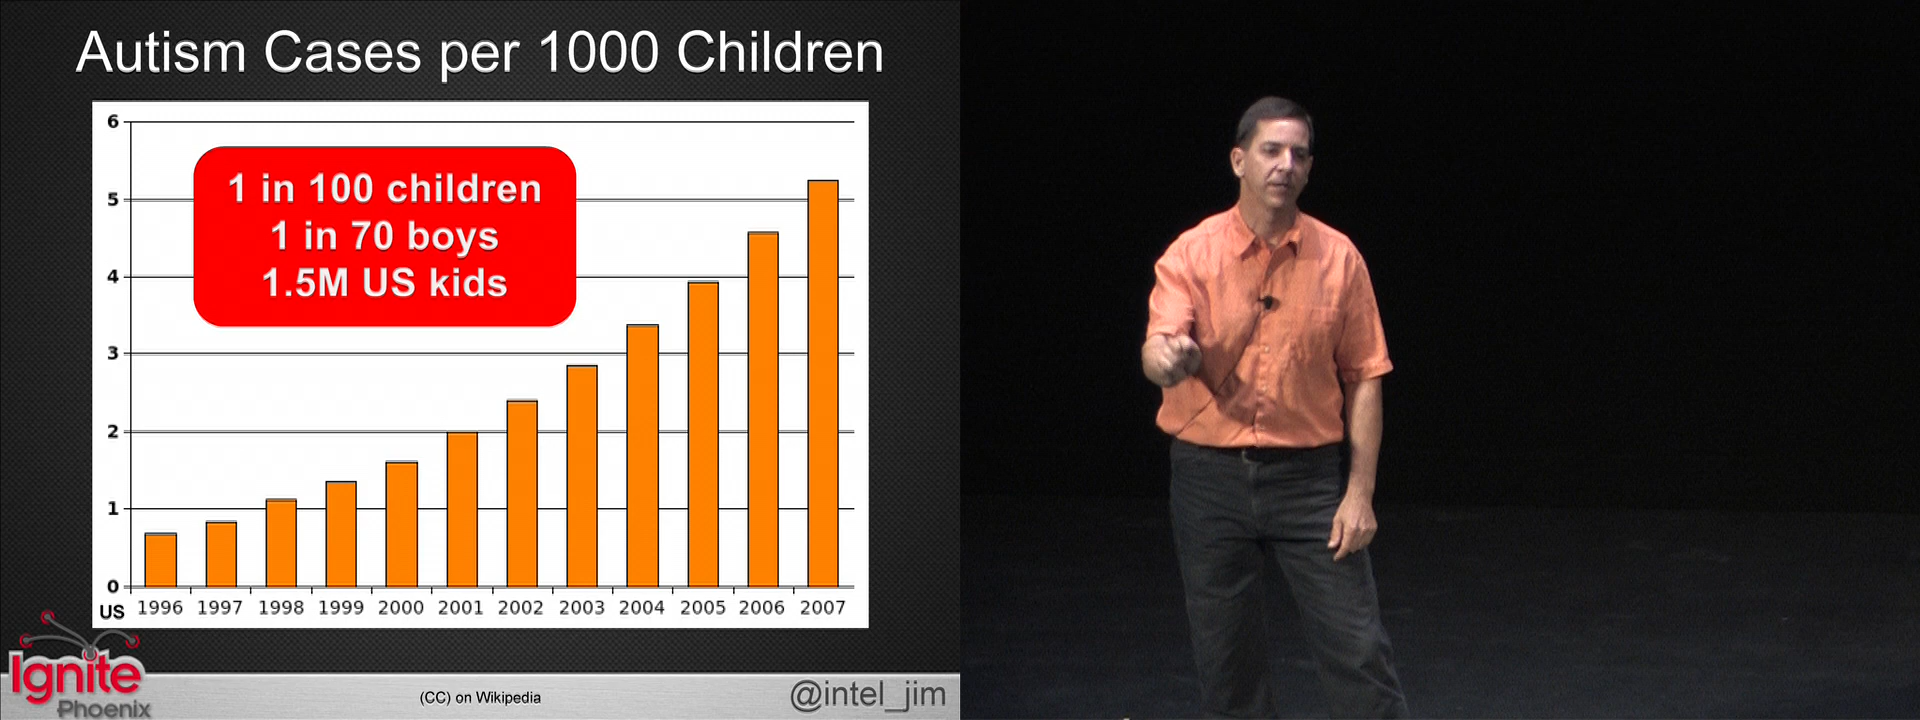 Autism Cases per 1000 Children
6
5
4
3
2
1
0
1 in 100 children
1 in 70 boys
1.5M US kids
US 1996 1997 1998 1999 2000 2001 2002 2003 2004 2005 2006 2007
Ignite
Phoenix
(CC) on Wikipedia
@intel_jim